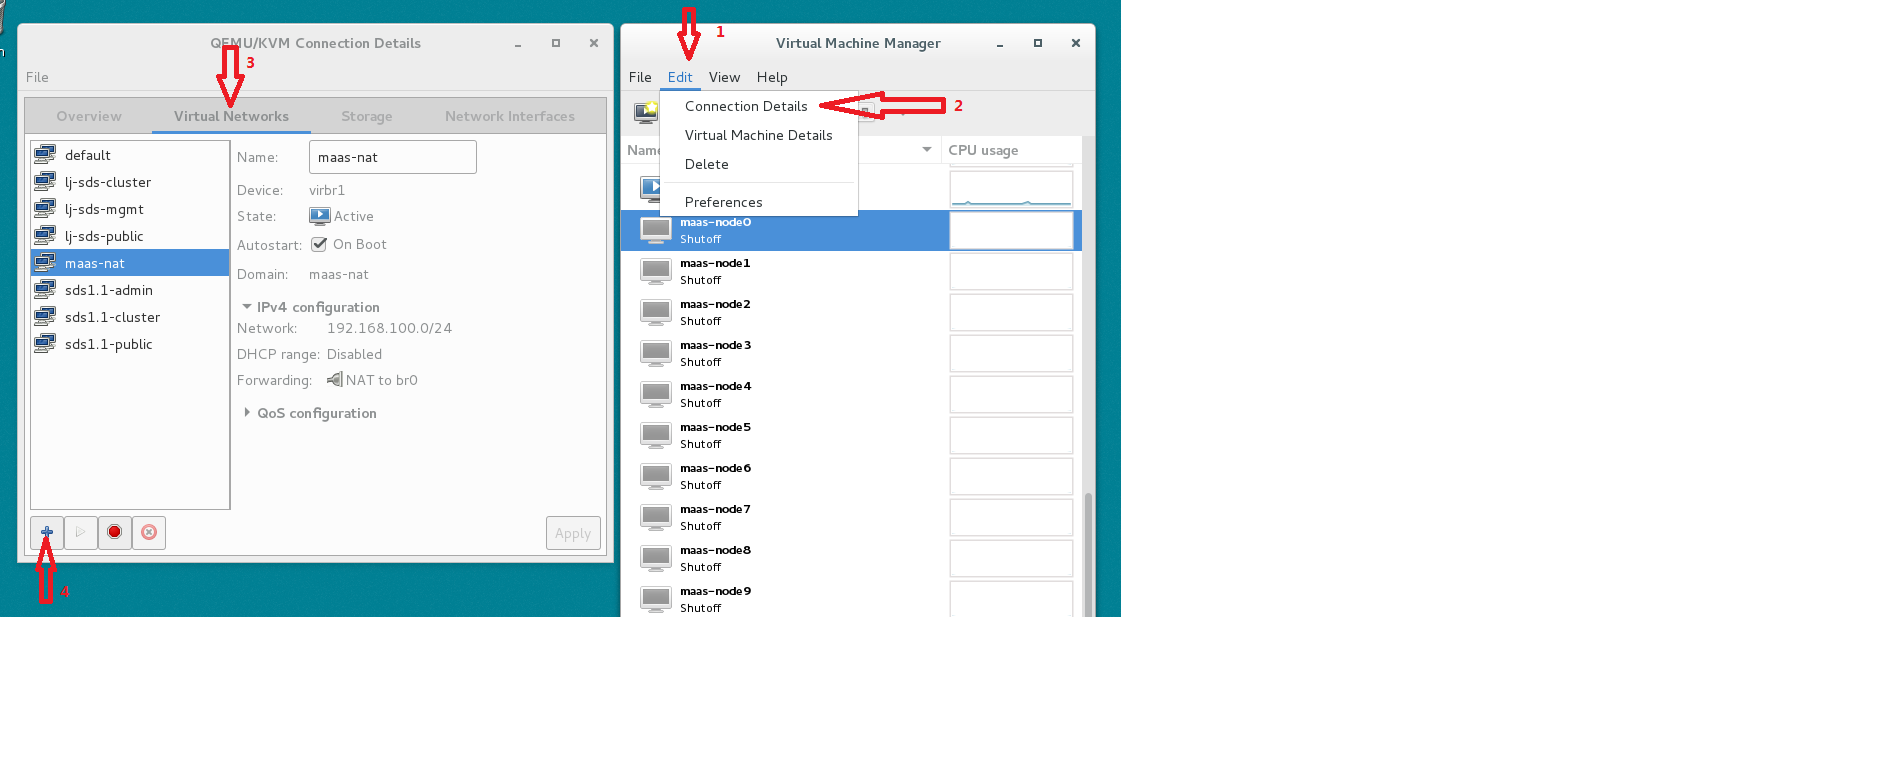 QEMU/KVM Connection Details
3
File
Overview Virtual Networks Storage Network Interfaces
default
lj-sds-cluster
lj-sds-mgmt
lj-sds-public
maas-nat
sds1.1-admin
sds1.1-cluster
sds1.1-public
Name: maas-nat
Device: virbr1
State: Active
Autostart: On Boot
Domain: maas-nat
IPv4 configuration
Network: 192.168.100.0/24
DHCP range: Disabled
Forwarding: NAT to br0
QoS configuration
Apply
4
1
Virtual Machine Manager
File Edit View Help
Connection Details
2
Virtual Machine Details
Delete
Preferences
CPU usage
maas-node0
Shutoff
maas-node1
Shutoff
maas-node2
Shutoff
maas-node3
Shutoff
maas-node4
Shutoff
maas-node5
Shutoff
maas-node6
Shutoff
maas-node7
Shutoff
maas-node8
Shutoff
maas-node9
Shutoff